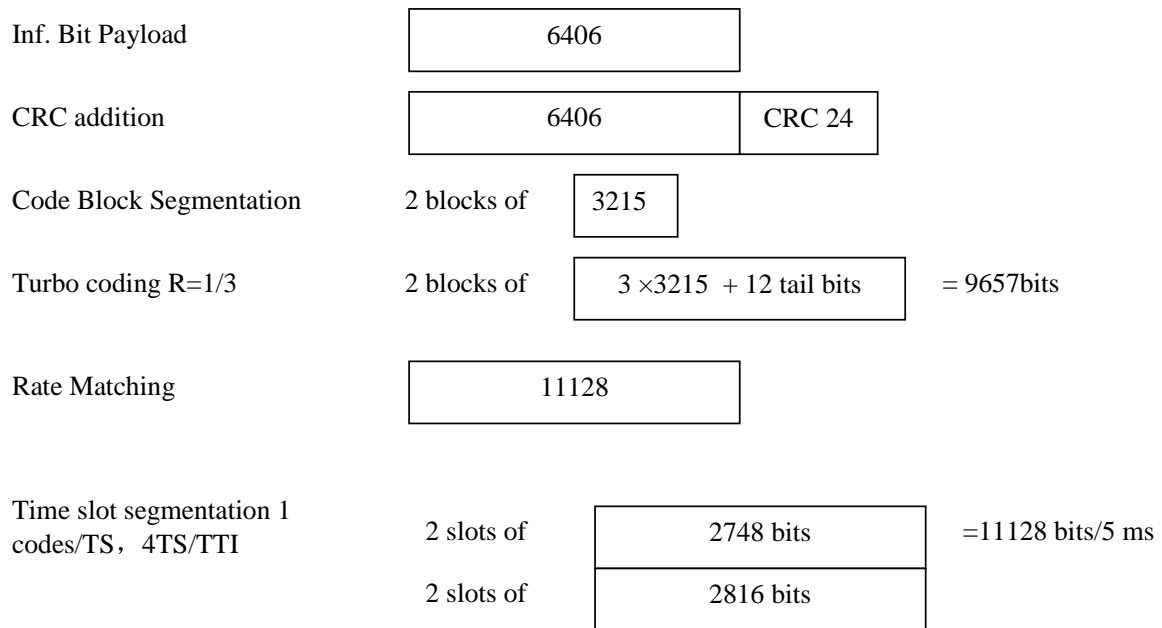 Inf. Bit Payload 6406
CRC addition 6406 CRC 24
Code Block Segmentation 2 blocks of 3215
Turbo coding R=1/3 2 blocks of 3 ×3215 + 12 tail bits = 9657bits
Rate Matching 11128
Time slot segmentation 1
codes/TS，4TS/TTI 2 slots of 2748 bits =11128 bits/5 ms
2 slots of 2816 bits